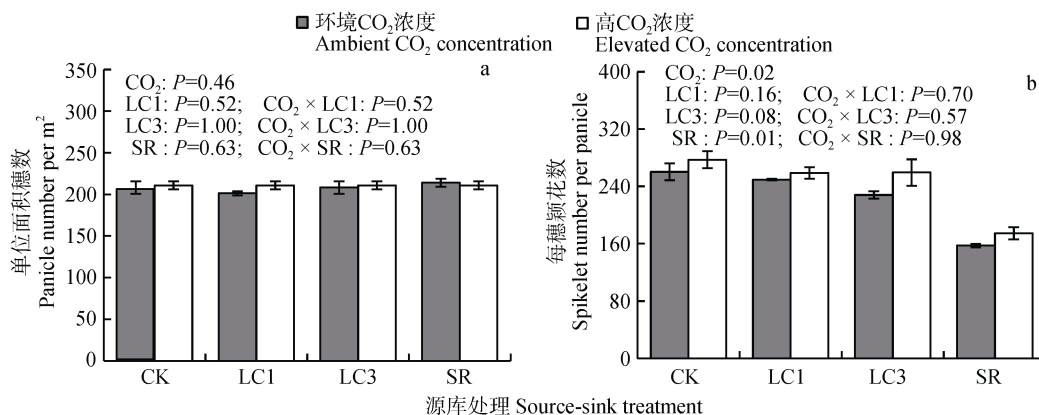 环境CO₂浓度 高CO₂浓度
Ambient CO₂ concentration Elevated CO₂ concentration
单位面积穗数
Panicle number per m²
350
300
250
200
150
100
50
0
a
CO₂: P=0.46
LC1: P=0.52; CO₂ × LC1: P=0.52
LC3: P=1.00; CO₂ × LC3: P=1.00
SR : P=0.63; CO₂ × SR : P=0.63
CK LC1 LC3 SR
每穗颖花数
Spikelet number per panicle
400
320
240
160
80
0
b
CO₂: P=0.02
LC1: P=0.16; CO₂ × LC1: P=0.70
LC3: P=0.08; CO₂ × LC3: P=0.57
SR : P=0.01; CO₂ × SR: P=0.98
CK LC1 LC3 SR
源库处理 Source-sink treatment